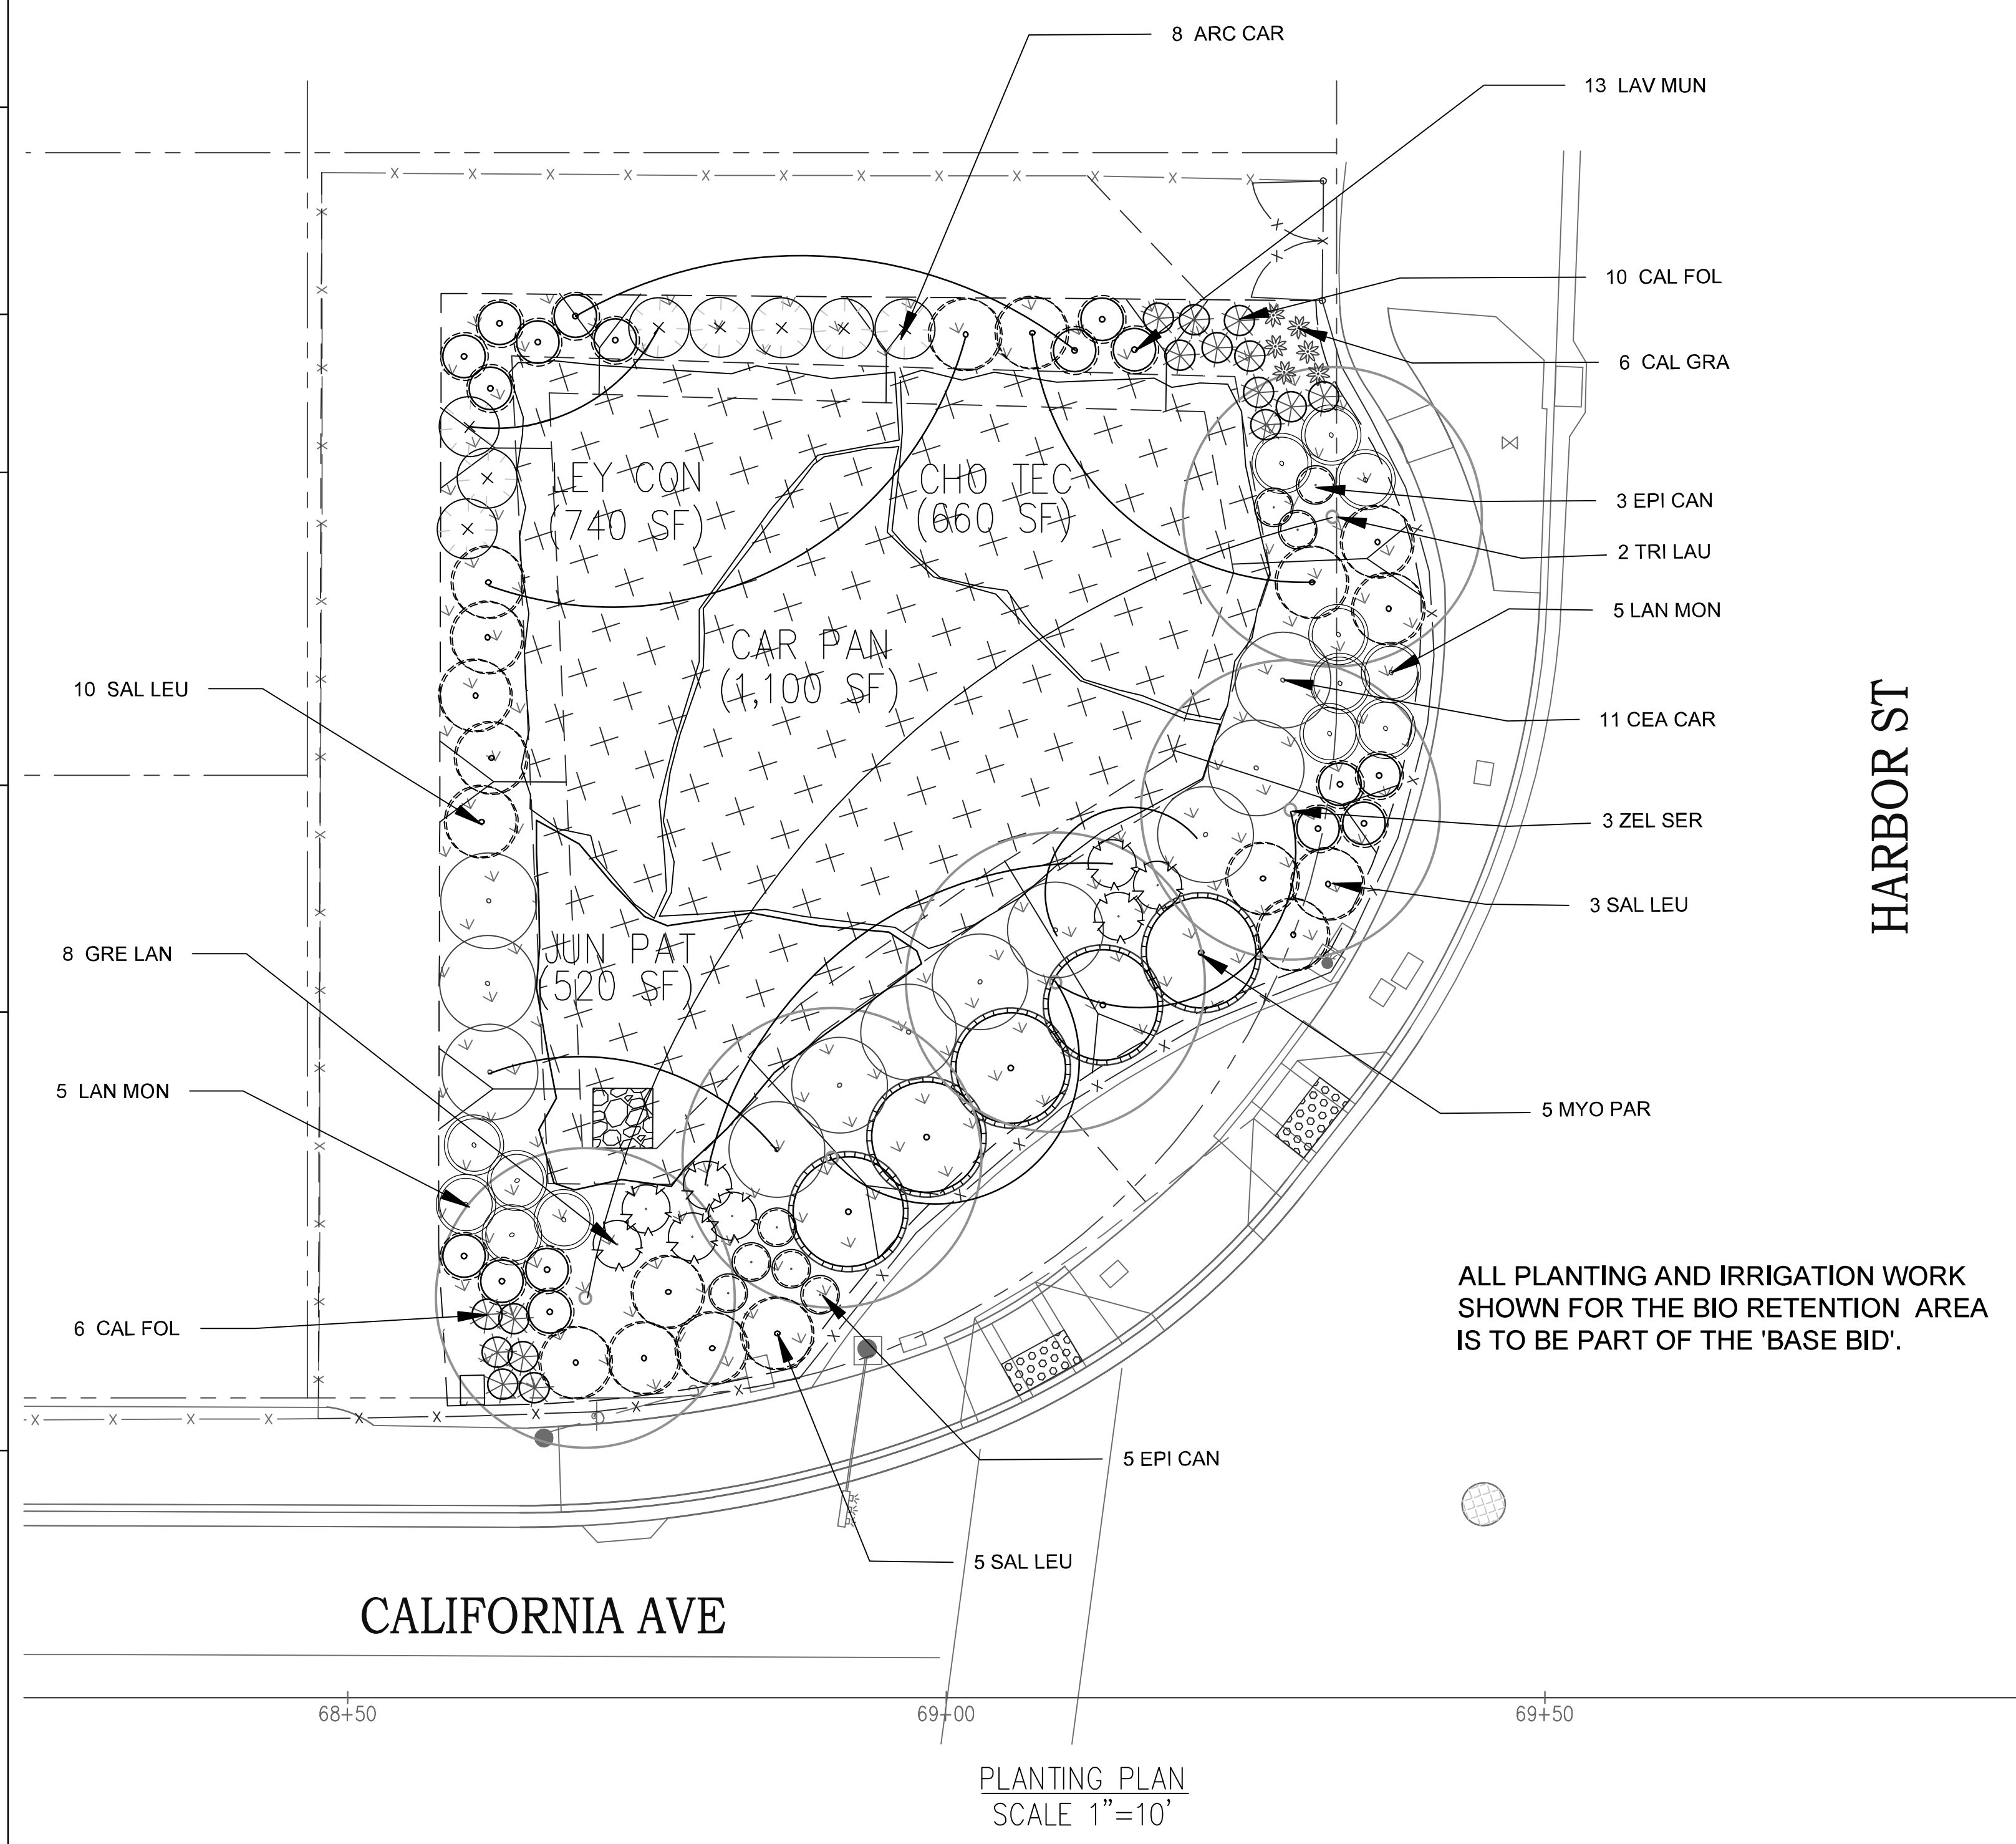 8 ARC CAR
13 LAV MUN
10 CAL FOL
6 CAL GRA
LEY CON
(740 SF)
CHO TEC
(660 SF)
3 EPI CAN
2 TRI LAU
5 LAN MON
CAR PAN
(1,100 SF)
10 SAL LEU
11 CEA CAR
HARBOR ST
3 ZEL SER
3 SAL LEU
8 GRE LAN
JUN PAT
(520 SF)
5 LAN MON
5 MYO PAR
6 CAL FOL
ALL PLANTING AND IRRIGATION WORK
SHOWN FOR THE BIO RETENTION AREA
IS TO BE PART OF THE 'BASE BID'.
5 EPI CAN
5 SAL LEU
CALIFORNIA AVE
68+50
69+00
69+50
PLANTING PLAN
SCALE 1"=10'